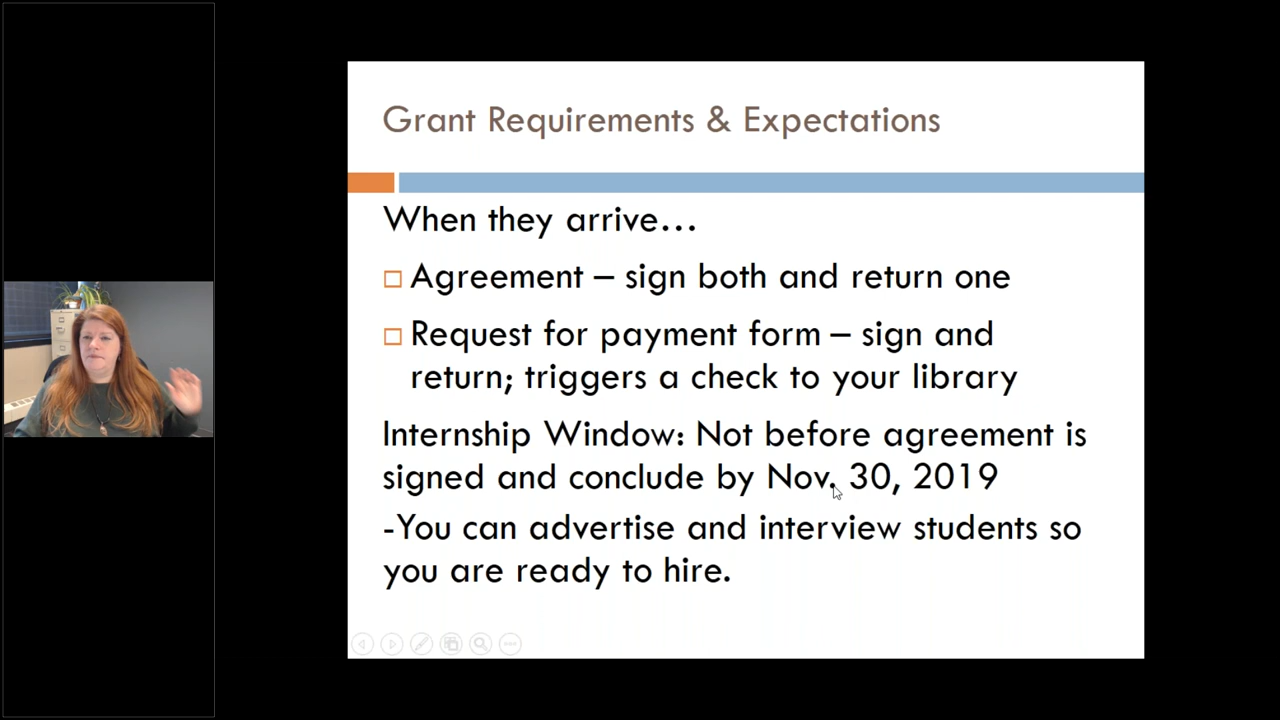 Grant Requirements & Expectations
When they arrive…
Agreement – sign both and return one
Request for payment form – sign and
return; triggers a check to your library
Internship Window: Not before agreement is
signed and conclude by Nov. 30, 2019
-You can advertise and interview students so
you are ready to hire.